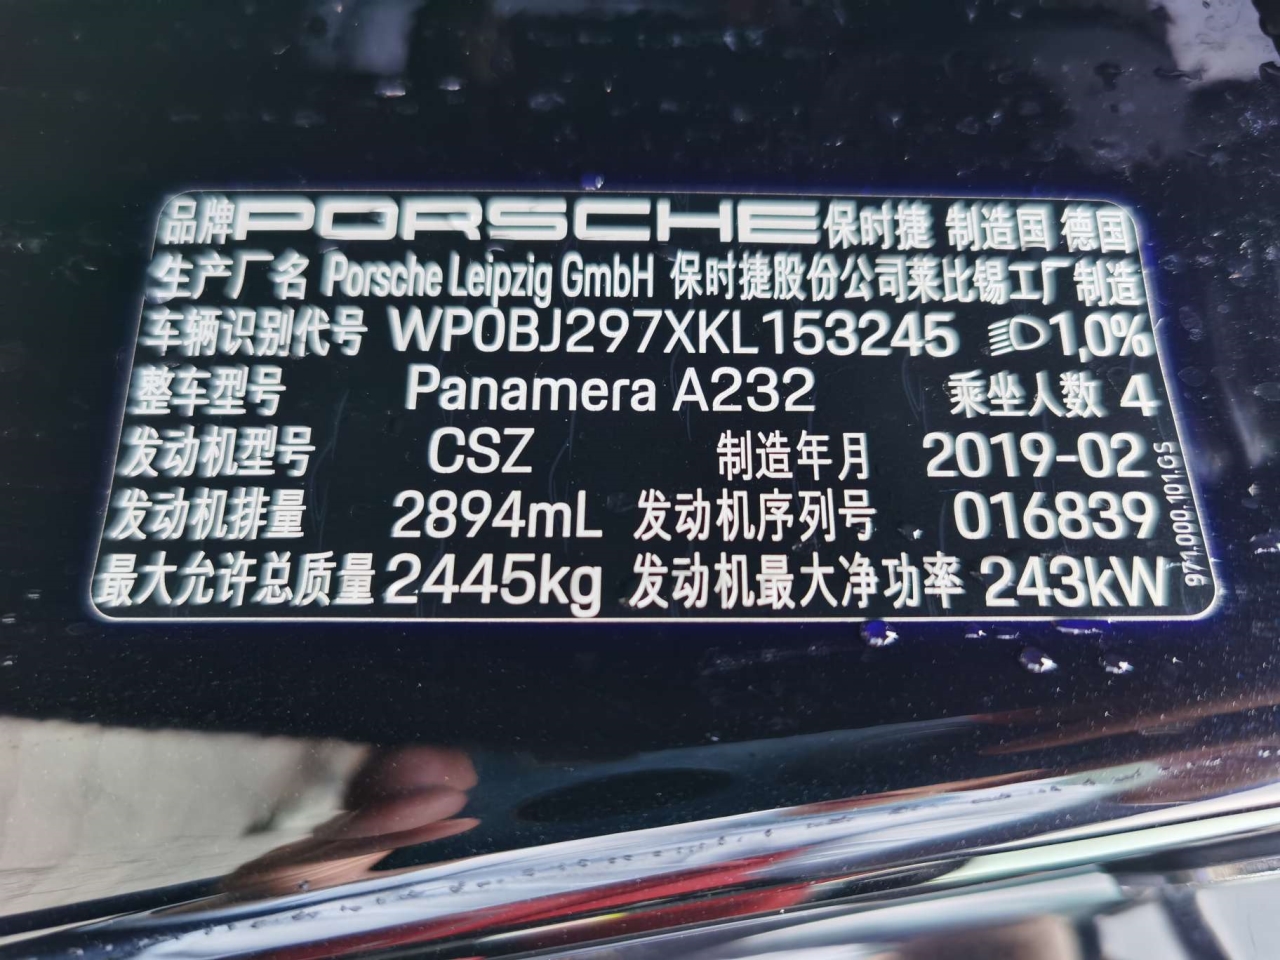 品牌 PORSCHE 保时捷 制造国 德国
生产厂名 Porsche Leipzig GmbH 保时捷股份公司莱比锡工厂制造
车辆识别代号 WP0BJ297XKL153245 1,0%
整车型号 Panamera A232 乘坐人数 4
发动机型号 CSZ 制造年月 2019-02
发动机排量 2894mL 发动机序列号 016839
最大允许总质量 2445kg 发动机最大净功率 243kW
971.000.101.GS